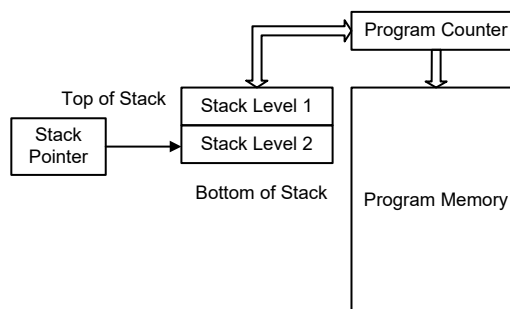 Program Counter
Top of Stack
Stack Level 1
Stack
Pointer
Stack Level 2
Bottom of Stack
Program Memory